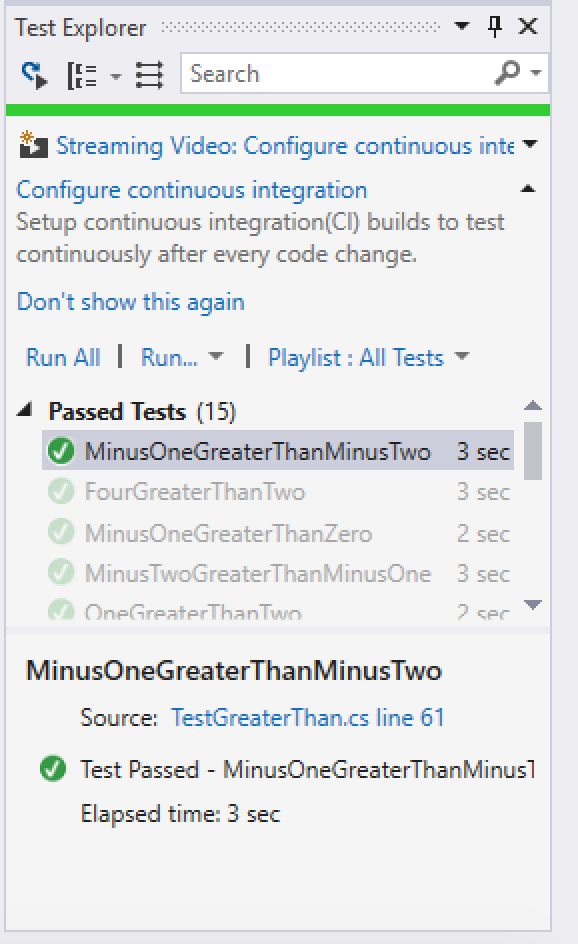 Test Explorer
Search
Streaming Video: Configure continuous inte
Configure continuous integration
Setup continuous integration(CI) builds to test
continuously after every code change.
Don't show this again
Run All | Run... | Playlist : All Tests
Passed Tests (15)
MinusOneGreaterThanMinusTwo 3 sec
FourGreaterThanTwo 3 sec
MinusOneGreaterThanZero 2 sec
MinusTwoGreaterThanMinusOne 3 sec
OneGreaterThanTwo 2 sec
MinusOneGreaterThanMinusTwo
Source: TestGreaterThan.cs line 61
Test Passed - MinusOneGreaterThanMinusT
Elapsed time: 3 sec